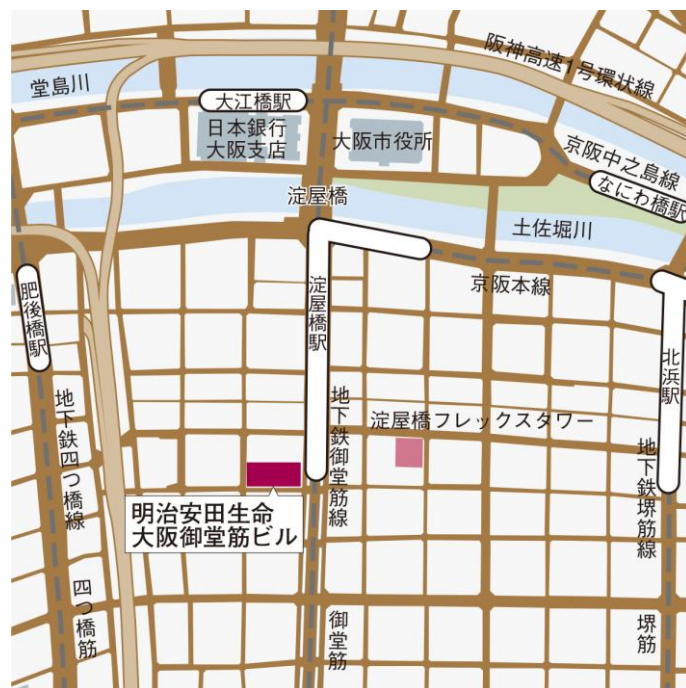 阪神高速1号環状線
堂島川
大江橋駅
日本銀行
大阪支店
大阪市役所
京阪中之島線
なにわ橋駅
淀屋橋
土佐堀川
京阪本線
肥後橋駅
淀屋橋駅
北浜駅
地下鉄四つ橋線
地下鉄御堂筋線
淀屋橋フレックスタワー
地下鉄堺筋線
明治安田生命
大阪御堂筋ビル
四つ橋筋
御堂筋
堺筋